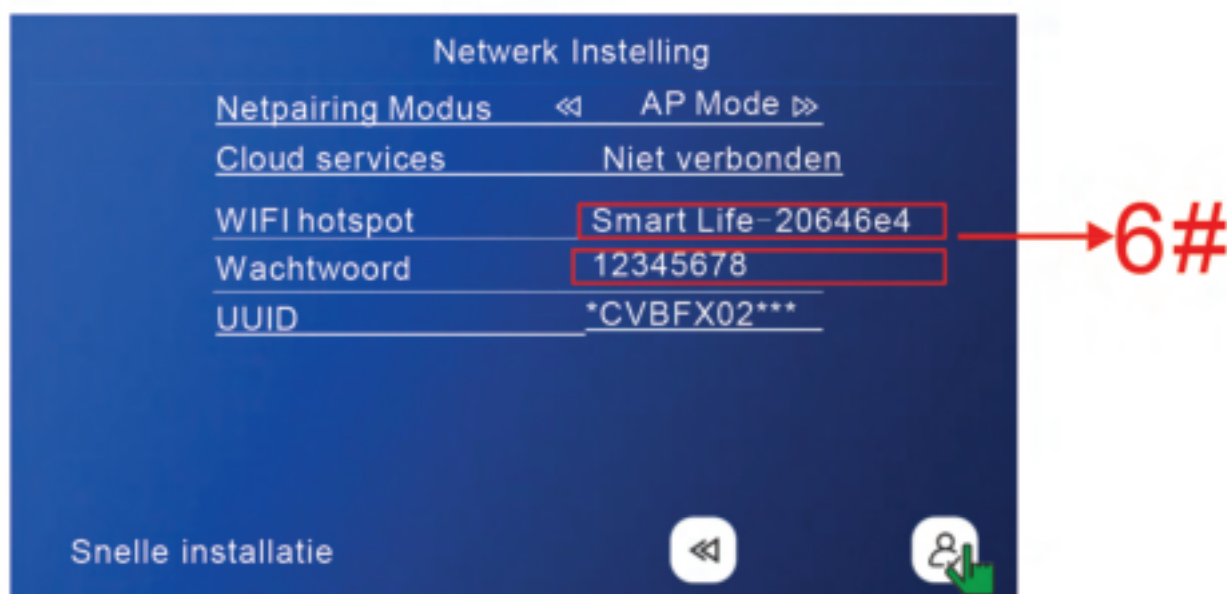 Netwerk Instelling
Netpairing Modus AP Mode
Cloud services Niet verbonden
WIFI hotspot Smart Life-20646e4
Wachtwoord 12345678
UUID *CVBFX02***
6#
Snelle installatie